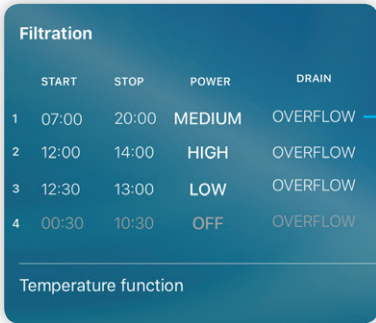 Filtration
START STOP POWER DRAIN
1 07:00 20:00 MEDIUM OVERFLOW
2 12:00 14:00 HIGH OVERFLOW
3 12:30 13:00 LOW OVERFLOW
4 00:30 10:30 OFF OVERFLOW
Temperature function